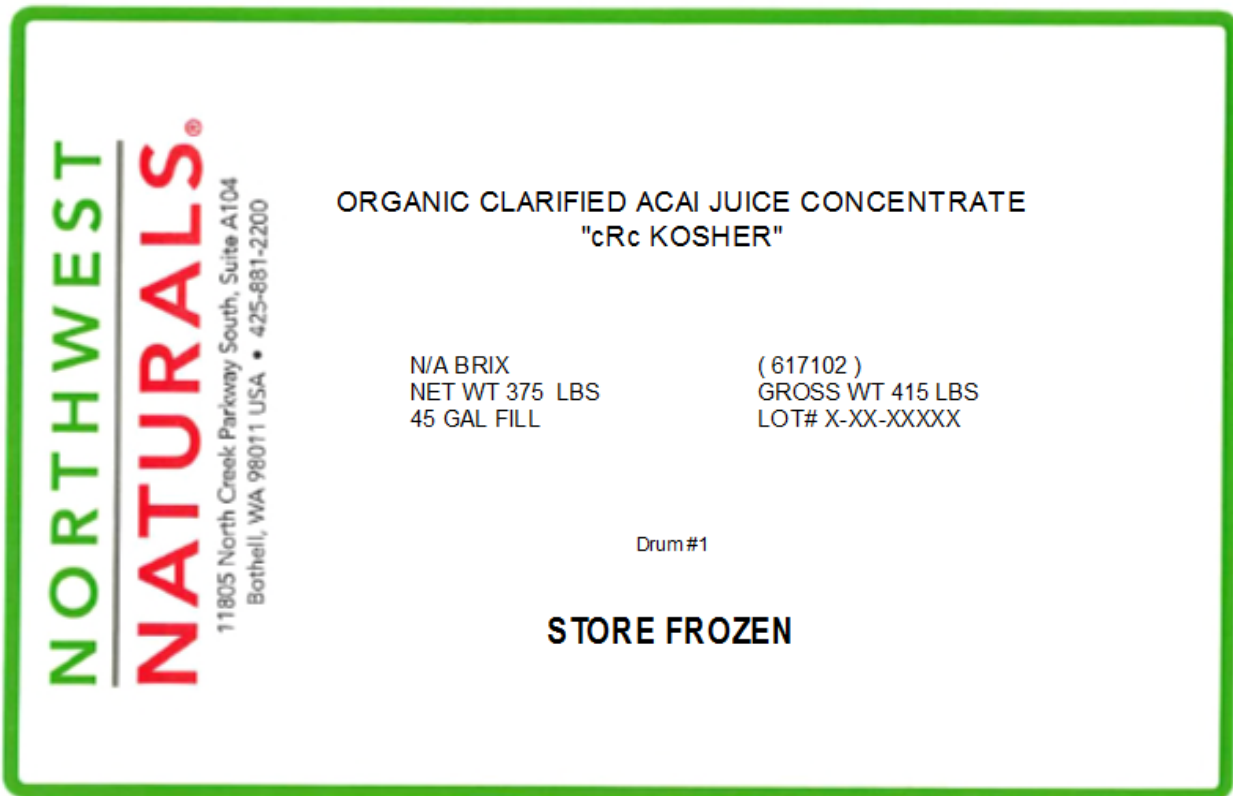 NORTHWEST
NATURALS®
11805 North Creek Parkway South, Suite A104
Bothell, WA 98011 USA • 425-881-2200
ORGANIC CLARIFIED ACAI JUICE CONCENTRATE
"cRc KOSHER"
N/A BRIX ( 617102 )
NET WT 375 LBS GROSS WT 415 LBS
45 GAL FILL LOT# X-XX-XXXXX
Drum #1
STORE FROZEN